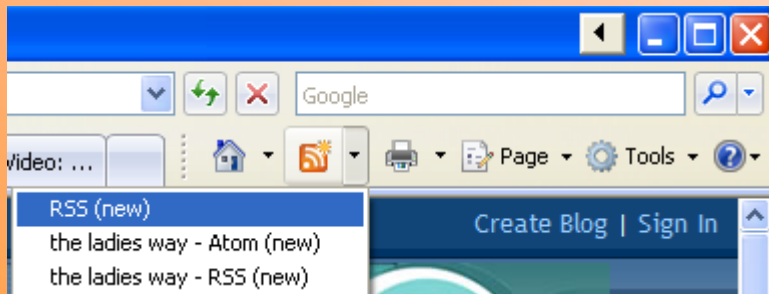 Google
Video: ...
Page
Tools
RSS (new)
the ladies way - Atom (new)
the ladies way - RSS (new)
Create Blog | Sign In